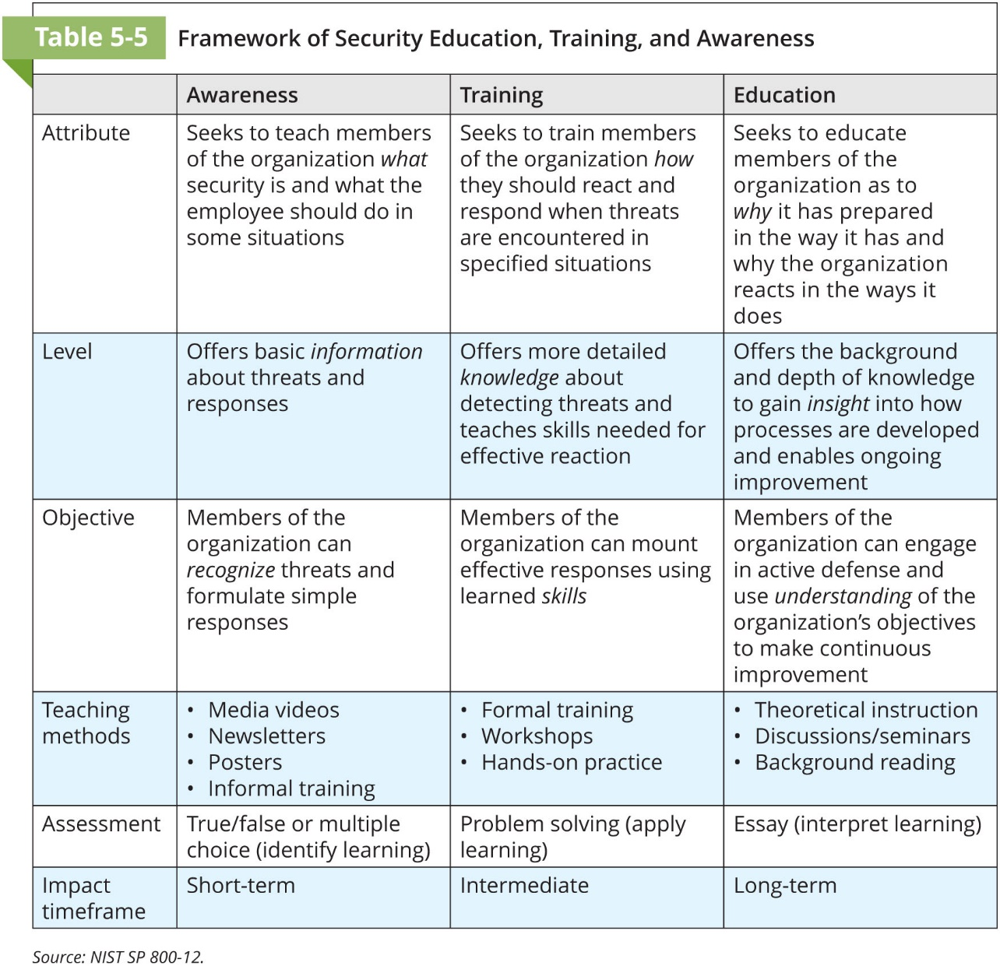 Table 5-5 Framework of Security Education, Training, and Awareness
Awareness Training Education
Attribute
Seeks to teach members
of the organization what
security is and what the
employee should do in
some situations
Seeks to train members
of the organization how
they should react and
respond when threats
are encountered in
specified situations
Seeks to educate
members of the
organization as to
why it has prepared
in the way it has and
why the organization
reacts in the ways it
does
Level
Offers basic information
about threats and
responses
Offers more detailed
knowledge about
detecting threats and
teaches skills needed for
effective reaction
Offers the background
and depth of knowledge
to gain insight into how
processes are developed
and enables ongoing
improvement
Objective
Members of the
organization can
recognize threats and
formulate simple
responses
Members of the
organization can mount
effective responses using
learned skills
Members of the
organization can engage
in active defense and
use understanding of the
organization’s objectives
to make continuous
improvement
Teaching
methods
• Media videos
• Newsletters
• Posters
• Informal training
• Formal training
• Workshops
• Hands-on practice
• Theoretical instruction
• Discussions/seminars
• Background reading
Assessment
True/false or multiple
choice (identify learning)
Problem solving (apply
learning)
Essay (interpret learning)
Impact
timeframe
Short-term
Intermediate
Long-term
Source: NIST SP 800-12.